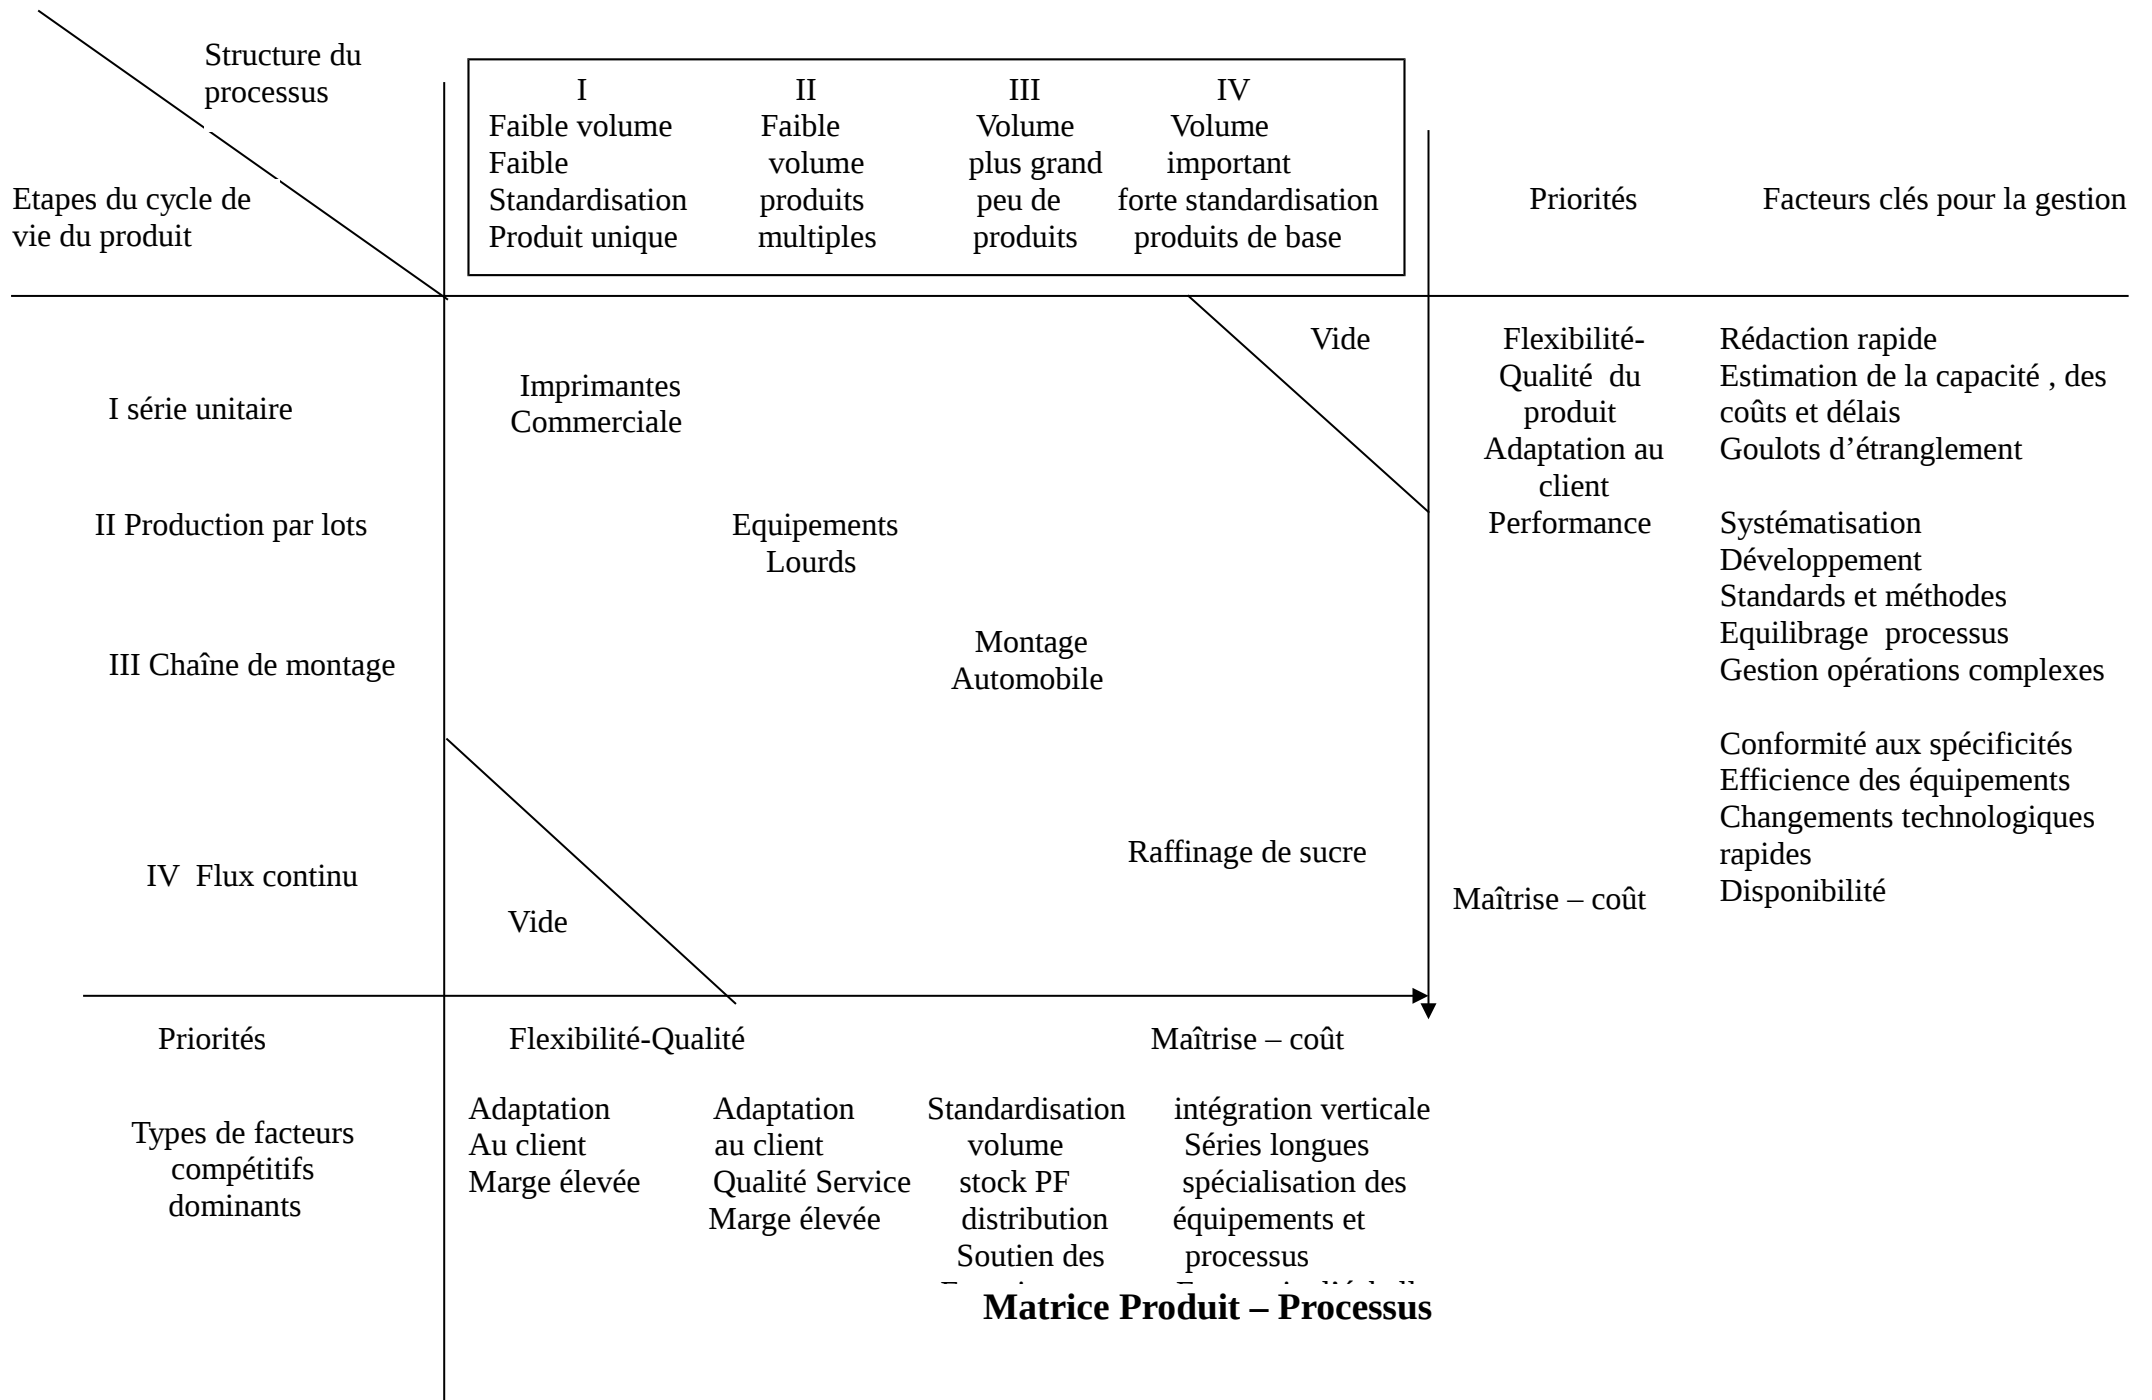 Structure du
processus
Etapes du cycle de
vie du produit
I II III IV
Faible volume Faible Volume Volume
Faible volume plus grand important
Standardisation produits peu de forte standardisation
Produit unique multiples produits produits de base
Priorités Facteurs clés pour la gestion
I série unitaire
II Production par lots
III Chaîne de montage
IV Flux continu
Imprimantes
Commerciale
Equipements
Lourds
Montage
Automobile
Raffinage de sucre
Vide
Vide
Flexibilité-
Qualité du
produit
Adaptation au
client
Performance
Maîtrise – coût
Rédaction rapide
Estimation de la capacité , des
coûts et délais
Goulots d’étranglement
Systématisation
Développement
Standards et méthodes
Equilibrage processus
Gestion opérations complexes
Conformité aux spécificités
Efficience des équipements
Changements technologiques
rapides
Disponibilité
Priorités Flexibilité-Qualité Maîtrise – coût
Types de facteurs
compétitifs
dominants
Adaptation Adaptation Standardisation intégration verticale
Au client au client volume Séries longues
Marge élevée Qualité Service stock PF spécialisation des
Marge élevée distribution équipements et
Soutien des processus
Matrice Produit – Processus